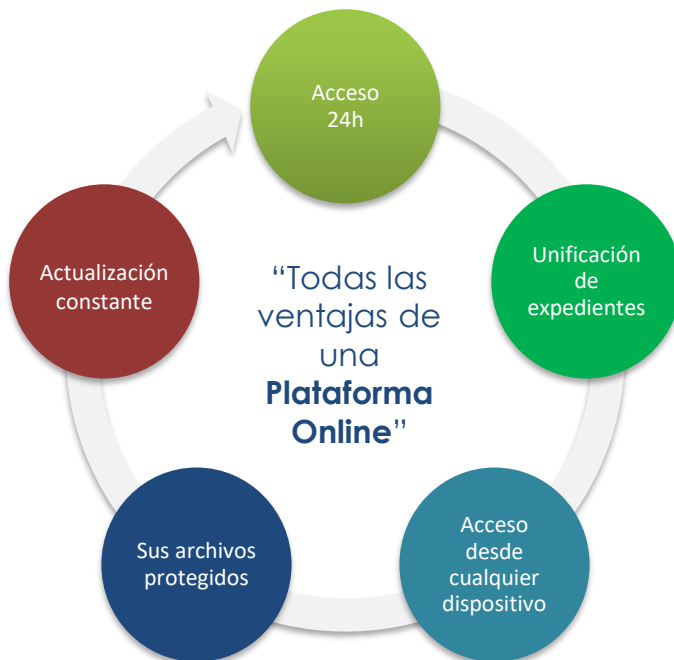 Acceso
24h
Unificación
de
expedientes
Acceso
desde
cualquier
dispositivo
Sus archivos
protegidos
Actualización
constante
“Todas las
ventajas de
una
Plataforma
Online”